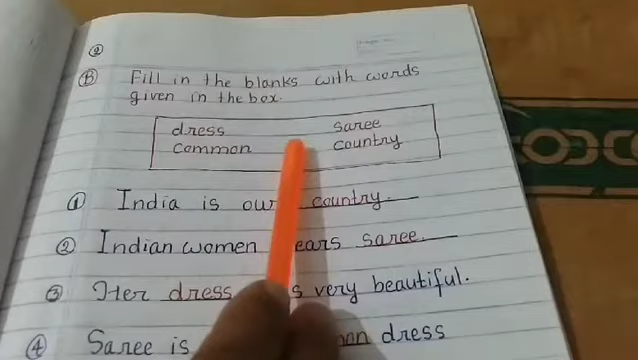 ②
Ⓑ Fill in the blanks with words
given in the box.
dress saree
common country
① India is our country.
② Indian women saree.
③ Her dress very beautiful.
④ Saree is dress